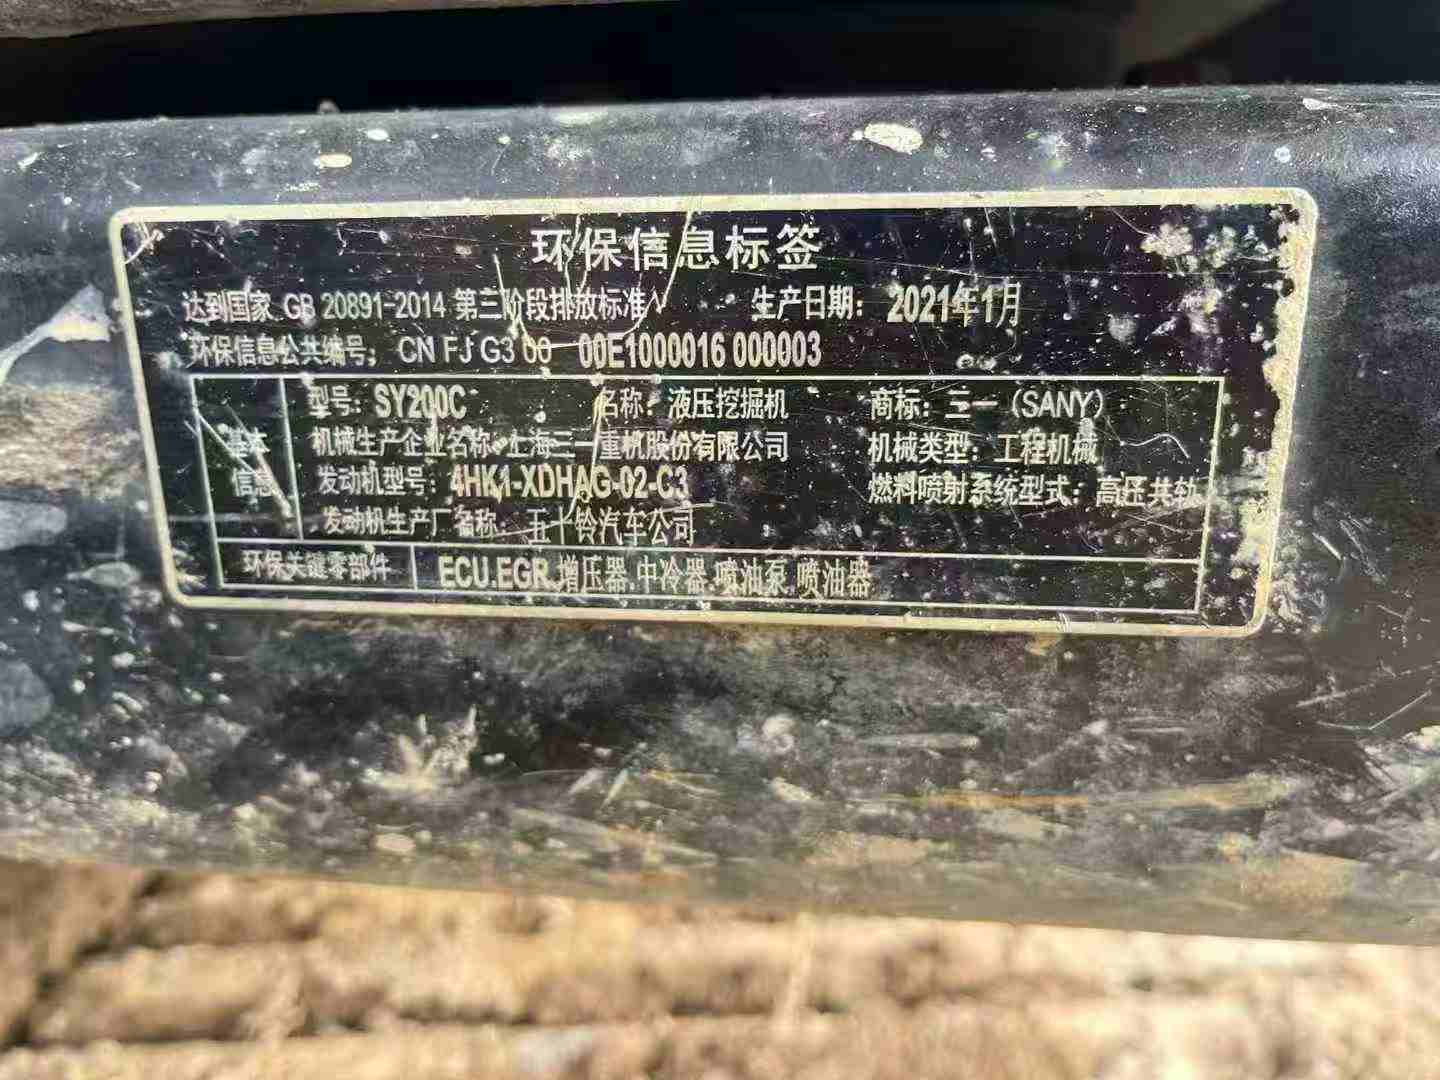 环保信息标签
达到国家 GB 20891-2014 第三阶段排放标准 生产日期：2021年1月
环保信息公共编号：CN FJ G3 00 00E1000016 000003
基本信息
型号：SY200C 名称：液压挖掘机 商标：三一（SANY）
机械生产企业名称：上海三一重机股份有限公司 机械类型：工程机械
发动机型号：4HK1-XDHAG-02-C3 燃料喷射系统型式：高压共轨
发动机生产厂名称：五十铃汽车公司
环保关键零部件 ECU.EGR.增压器.中冷器.喷油泵.喷油器